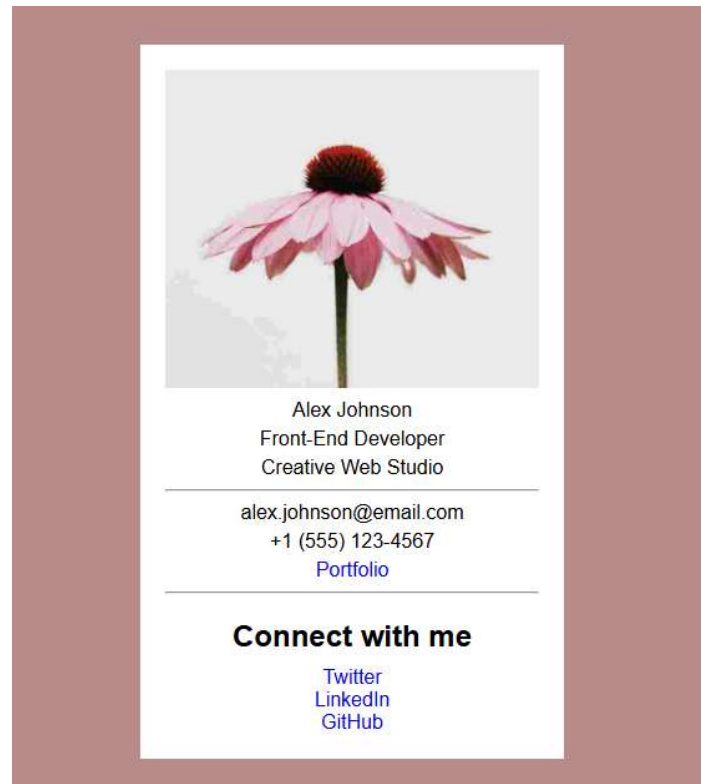 Alex Johnson
Front-End Developer
Creative Web Studio
alex.johnson@email.com
+1 (555) 123-4567
Portfolio
Connect with me
Twitter
LinkedIn
GitHub